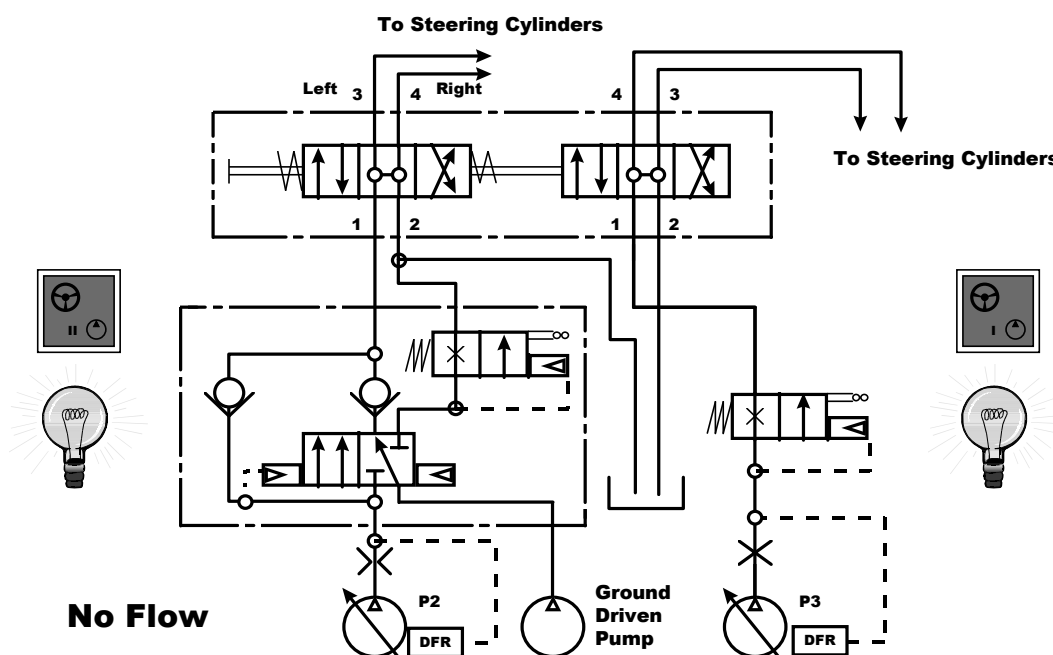 To Steering Cylinders
Left 3 4 Right 4 3
To Steering Cylinders
1 2 1 2
II I
P2 Ground P3
Driven
Pump
DFR DFR
No Flow